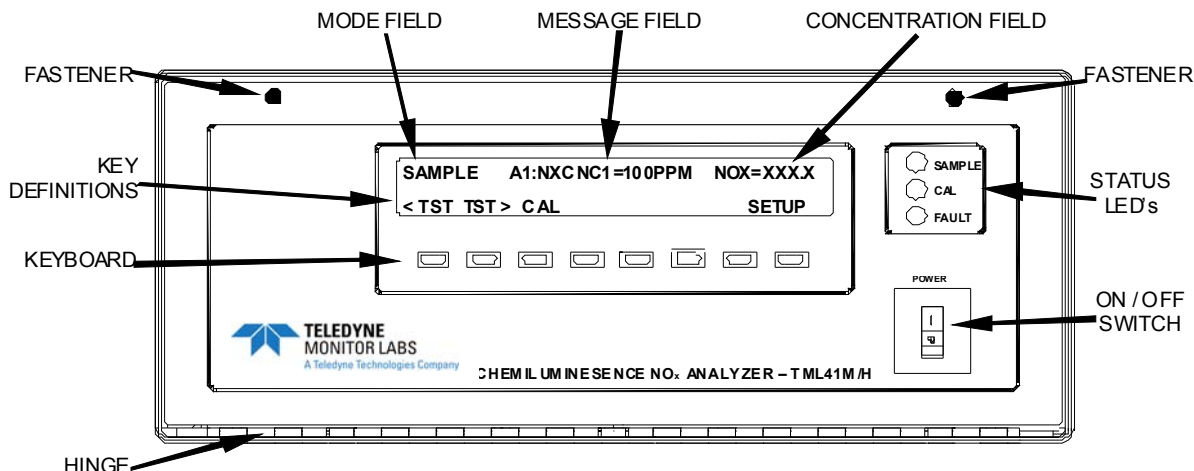 MODE FIELD
MESSAGE FIELD
CONCENTRATION FIELD
FASTENER
FASTENER
KEY
DEFINITIONS
SAMPLE A1:NXCNC1=100PPM NOX=XXX.X
< TST TST > CAL SETUP
SAMPLE
CAL
FAULT
STATUS
LED's
KEYBOARD
POWER
ON / OFF
SWITCH
TELEDYNE
MONITOR LABS
A Teledyne Technologies Company
CHEMILUMINESENCE NOx ANALYZER – TML41M/H
HINGE